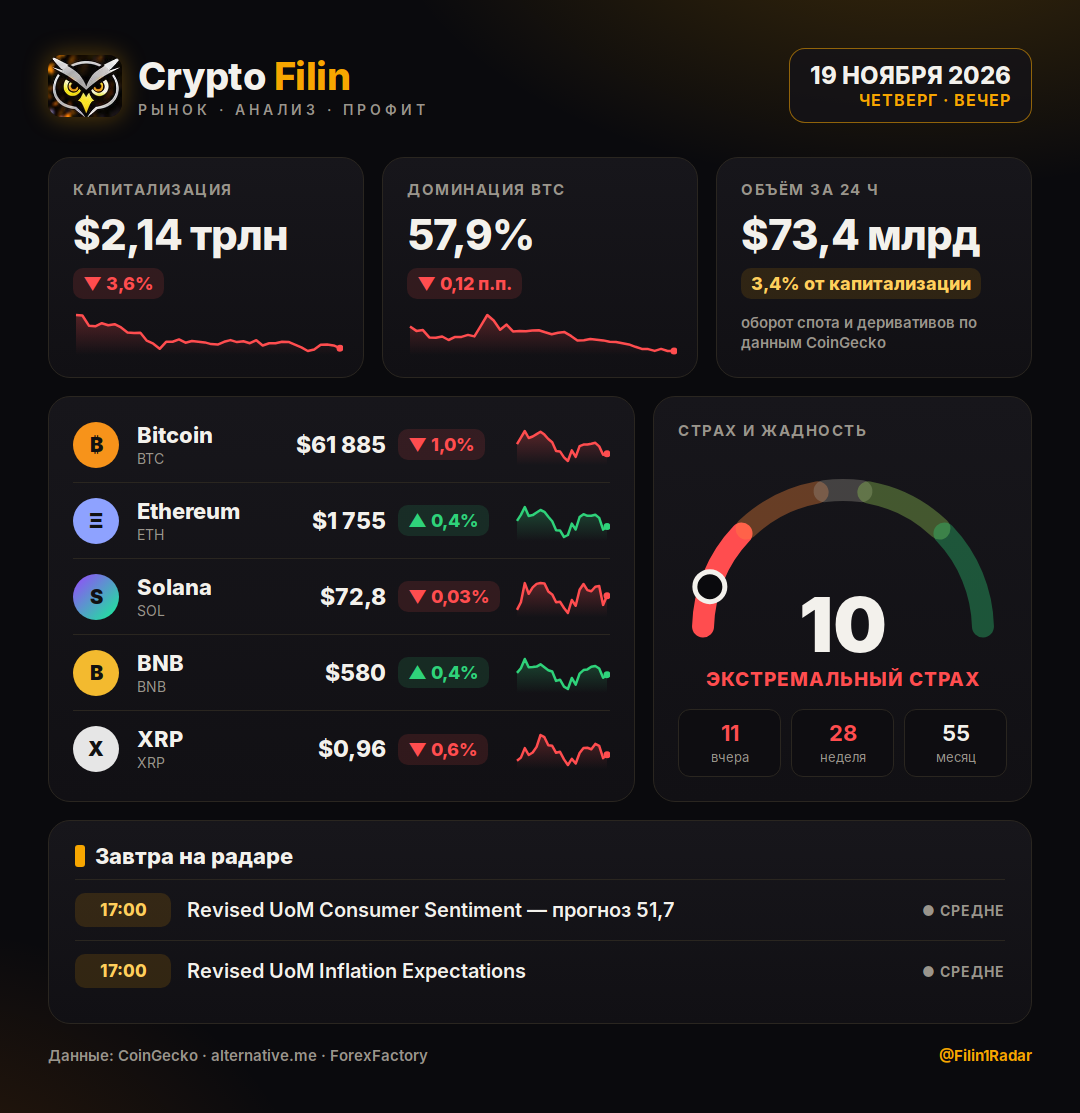 Crypto Filin
РЫНОК · АНАЛИЗ · ПРОФИТ
19 НОЯБРЯ 2026
ЧЕТВЕРГ · ВЕЧЕР
КАПИТАЛИЗАЦИЯ
$2,14 трлн
▼ 3,6%
ДОМИНАЦИЯ BTC
57,9%
▼ 0,12 п.п.
ОБЪЁМ ЗА 24 Ч
$73,4 млрд
3,4% от капитализации
оборот спота и деривативов по
данным CoinGecko
Bitcoin
BTC
$61 885
▼ 1,0%
Ethereum
ETH
$1 755
▲ 0,4%
S
Solana
SOL
$72,8
▼ 0,03%
B
BNB
BNB
$580
▲ 0,4%
X
XRP
XRP
$0,96
▼ 0,6%
СТРАХ И ЖАДНОСТЬ
10
ЭКСТРЕМАЛЬНЫЙ СТРАХ
11
вчера
28
неделя
55
месяц
Завтра на радаре
17:00 Revised UoM Consumer Sentiment — прогноз 51,7 СРЕДНЕ
17:00 Revised UoM Inflation Expectations СРЕДНЕ
Данные: CoinGecko · alternative.me · ForexFactory
@Filin1Radar